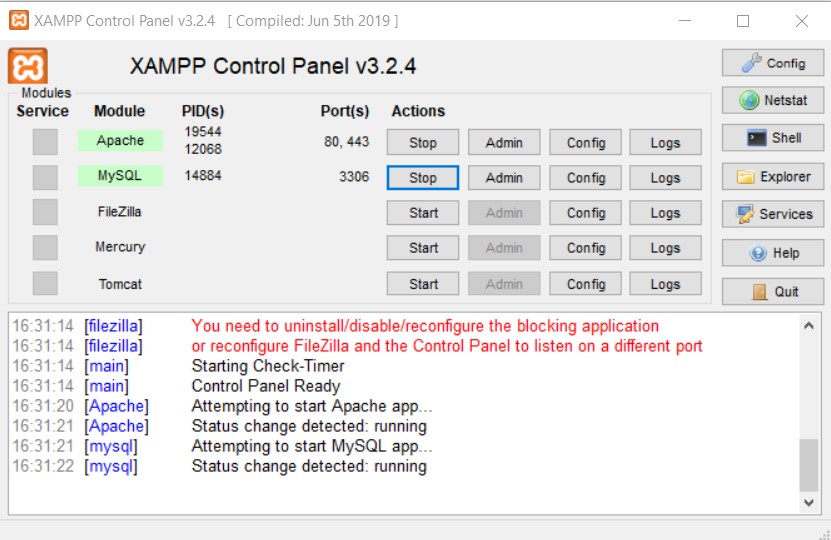 XAMPP Control Panel v3.2.4 [ Compiled: Jun 5th 2019 ]
XAMPP Control Panel v3.2.4
Config
Modules
Service Module PID(s) Port(s) Actions
Netstat
Apache 19544 12068 80, 443 Stop Admin Config Logs
Shell
MySQL 14884 3306 Stop Admin Config Logs
Explorer
FileZilla Start Admin Config Logs
Services
Mercury Start Admin Config Logs
Help
Tomcat Start Admin Config Logs
Quit
16:31:14 [filezilla] You need to uninstall/disable/reconfigure the blocking application
16:31:14 [filezilla] or reconfigure FileZilla and the Control Panel to listen on a different port
16:31:14 [main] Starting Check-Timer
16:31:14 [main] Control Panel Ready
16:31:20 [Apache] Attempting to start Apache app...
16:31:21 [Apache] Status change detected: running
16:31:21 [mysql] Attempting to start MySQL app...
16:31:22 [mysql] Status change detected: running